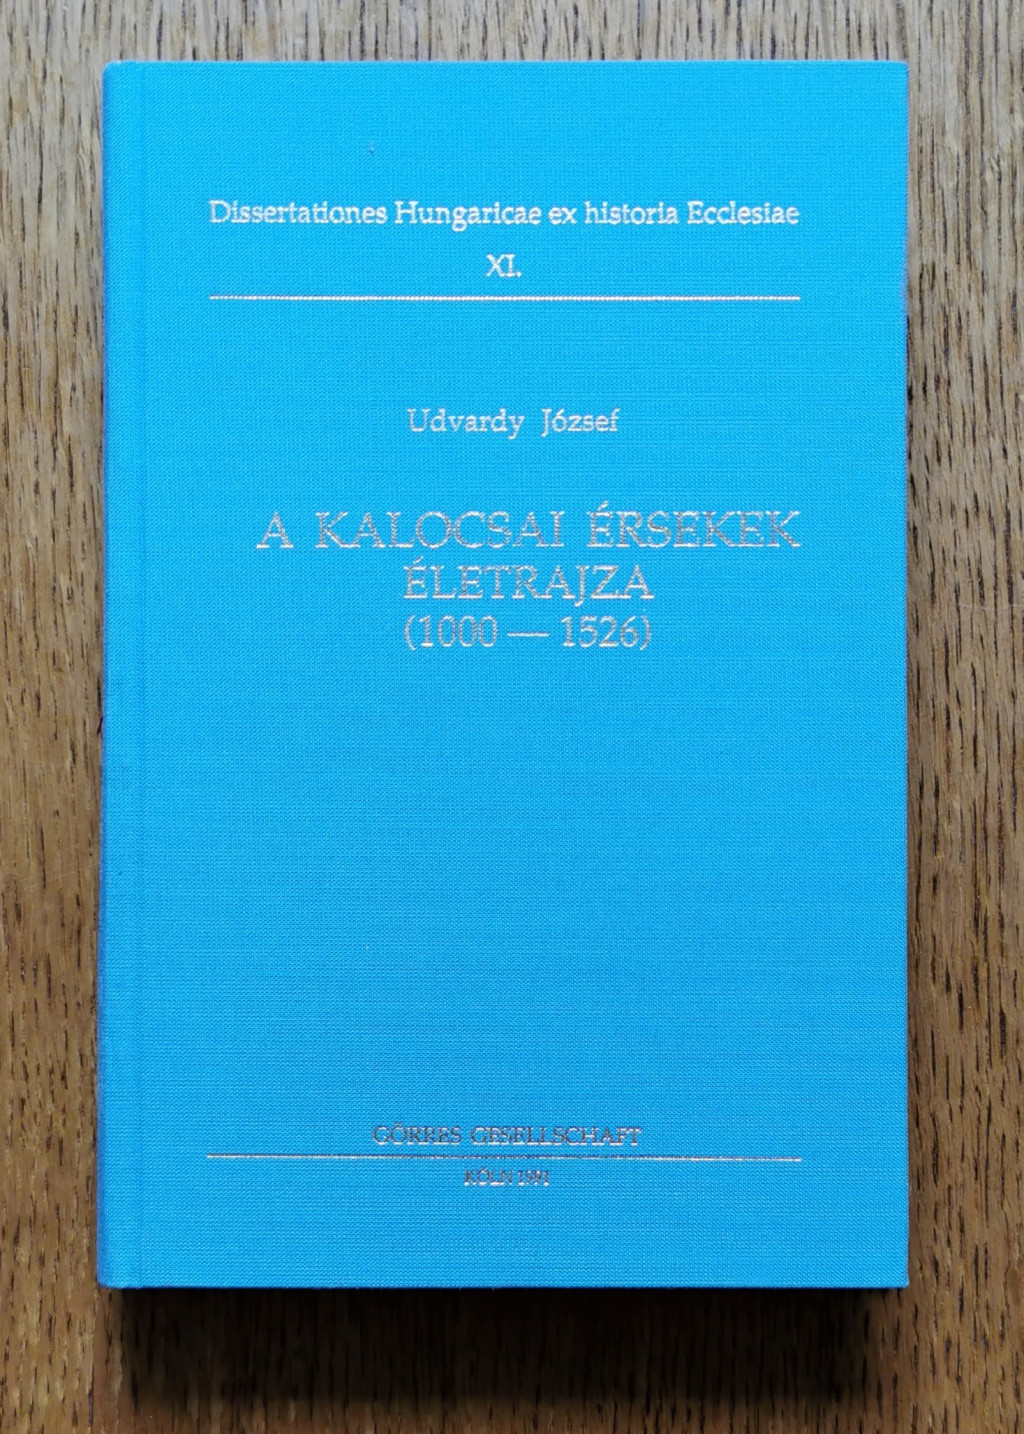 Dissertationes Hungaricae ex historia Ecclesiae
XI.
Udvardy József
A KALOCSAI ÉRSEKEK
ÉLETRAJZA
(1000 — 1526)
GÖRRES GESELLSCHAFT
KÖLN 1991